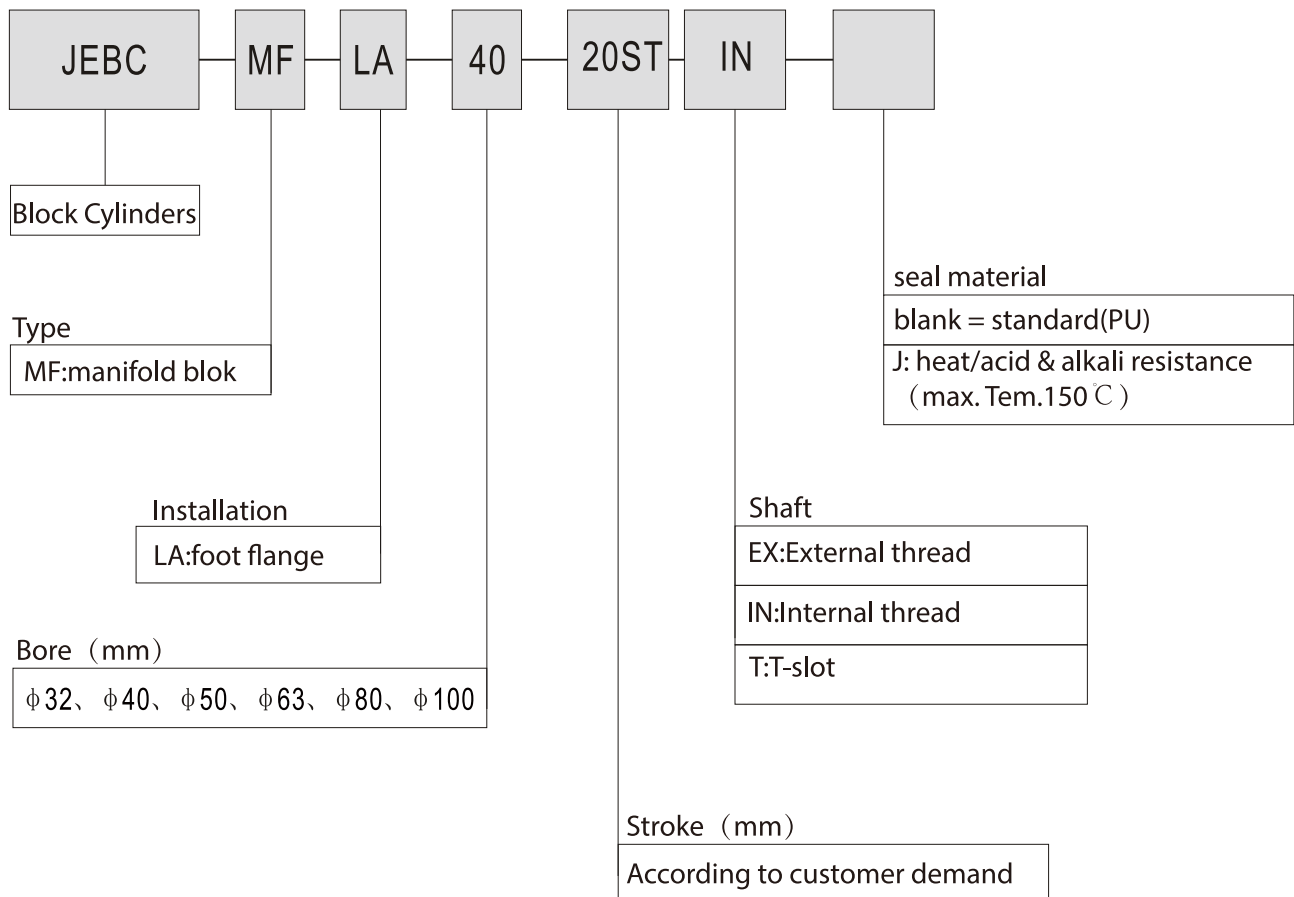 JEBC MF LA 40 20ST IN
Block Cylinders
seal material
blank = standard(PU)
J: heat/acid & alkali resistance
（max. Tem.150℃）
Type
MF:manifold blok
Installation
LA:foot flange
Shaft
EX:External thread
IN:Internal thread
T:T-slot
Bore（mm）
ϕ32、ϕ40、ϕ50、ϕ63、ϕ80、ϕ100
Stroke（mm）
According to customer demand